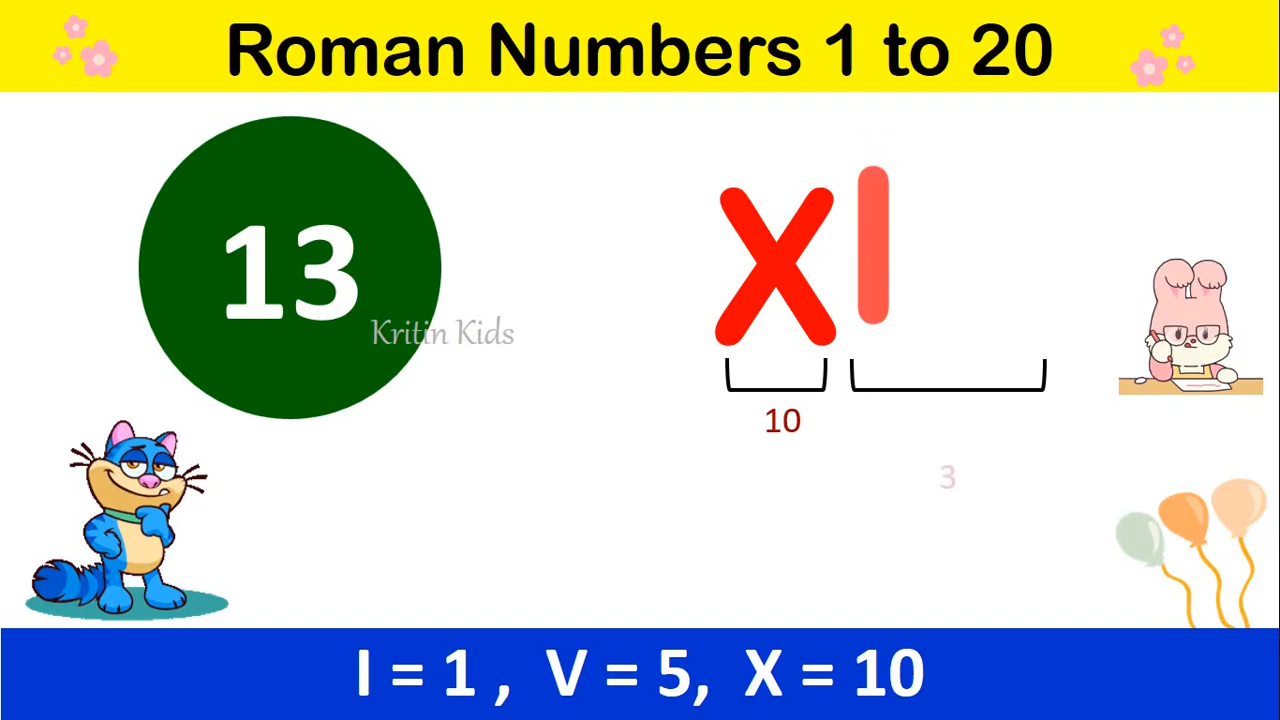 Roman Numbers 1 to 20
13
XI
Kritin Kids
10
3
I = 1 , V = 5, X = 10